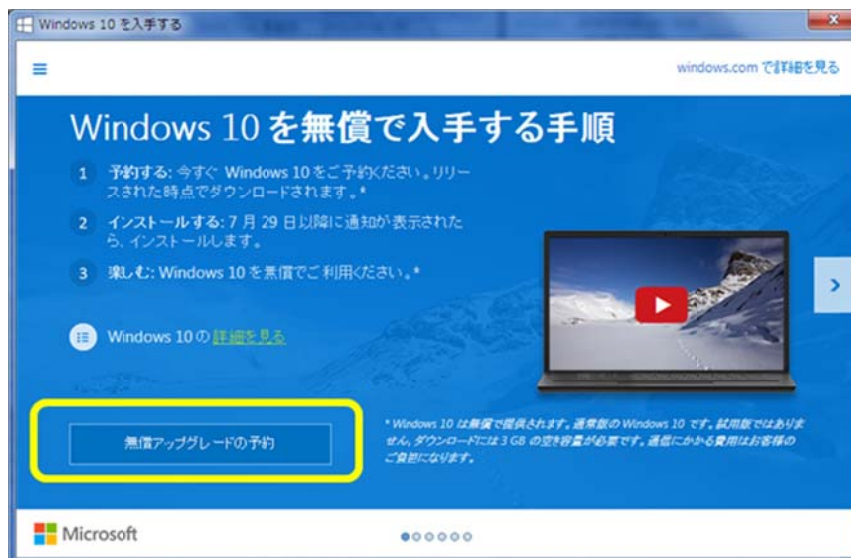 Windows 10 を入手する
windows.com で詳細を見る
Windows 10 を無償で入手する手順
1 予約する: 今すぐ Windows 10 をご予約ください。リリー
スされた時点でダウンロードされます。*
2 インストールする: 7 月 29 日以降に通知が表示された
ら、インストールします。
3 楽しむ: Windows 10 を無償でご利用ください。*
Windows 10 の詳細を見る
無償アップグレードの予約
* Windows 10 は無償で提供されます。通常版の Windows 10 です。試用版ではありま
せん。ダウンロードには 3 GB の空き容量が必要です。通信にかかる費用はお客様の
ご負担になります。
Microsoft